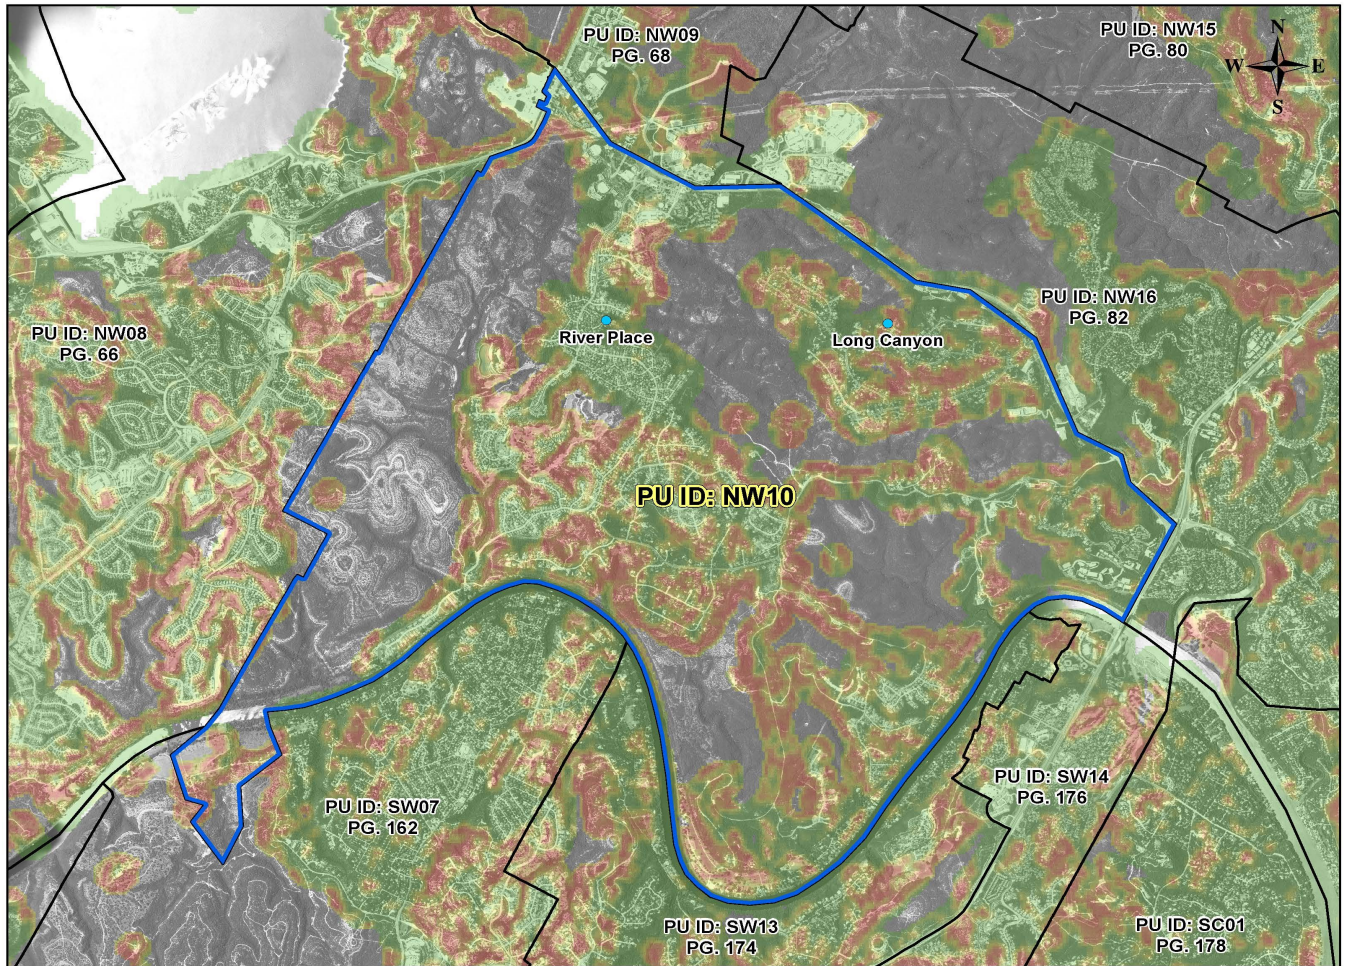 PU ID: NW09
PG. 68
PU ID: NW15
PG. 80
N
W E
S
PU ID: NW08
PG. 66
PU ID: NW16
PG. 82
River Place
Long Canyon
PU ID: NW10
PU ID: SW07
PG. 162
PU ID: SW14
PG. 176
PU ID: SW13
PG. 174
PU ID: SC01
PG. 178